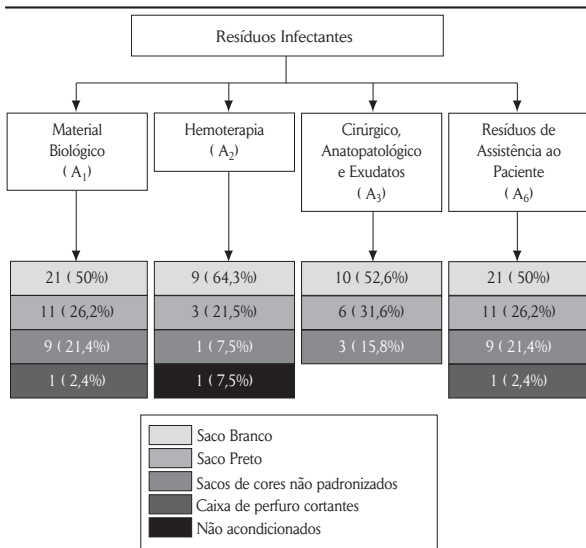 Resíduos Infectantes
Material
Biológico
( A₁)
Hemoterapia
( A₂)
Cirúrgico,
Anatopatológico
e Exudatos
( A₃)
Resíduos de
Assistência ao
Paciente
( A₆)
21 ( 50%)
11 ( 26,2%)
9 ( 21,4%)
1 ( 2,4%)
9 ( 64,3%)
3 ( 21,5%)
1 ( 7,5%)
1 ( 7,5%)
10 ( 52,6%)
6 ( 31,6%)
3 ( 15,8%)
21 ( 50%)
11 ( 26,2%)
9 ( 21,4%)
1 ( 2,4%)
Saco Branco
Saco Preto
Sacos de cores não padronizados
Caixa de perfuro cortantes
Não acondicionados